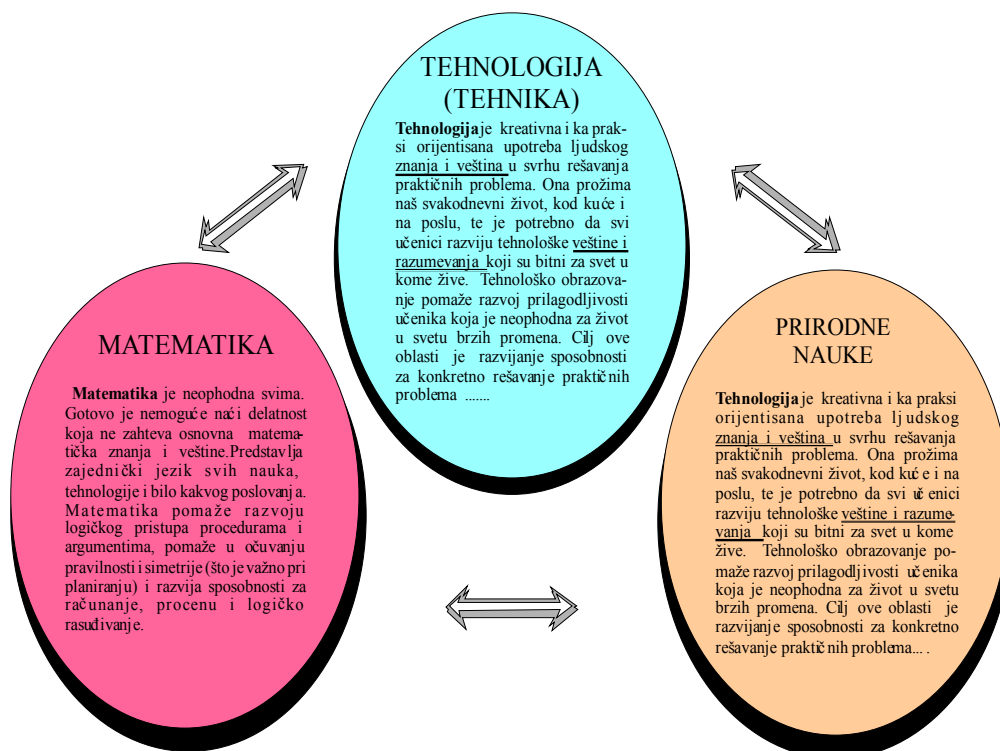 TEHNOLOGIJA
(TEHNIKA)
Tehnologija je kreativna i ka prak-
si orijentisana upotreba ljudskog
znanja i veština u svrhu rešavanja
praktičnih problema. Ona prožima
naš svakodnevni život, kod kuće i
na poslu, te je potrebno da svi
učenici razviju tehnološke veštine i
razumevanja koji su bitni za svet u
kome žive. Tehnološko obrazova-
nje pomaže razvoj prilagodljivosti
učenika koja je neophodna za život
u svetu brzih promena. Cilj ove
oblasti je razvijanje sposobnosti
za konkretno rešavanje praktičnih
problema .......
MATEMATIKA
Matematika je neophodna svima.
Gotovo je nemoguće naći delatnost
koja ne zahteva osnovna matema-
tička znanja i veštine.Predstavlja
zajednički jezik svih nauka,
tehnologije i bilo kakvog poslovanja.
Matematika pomaže razvoju
logičkog pristupa procedurama i
argumentima, pomaže u očuvanju
pravilnosti i simetrije (što je važno pri
planiranju) i razvija sposobnosti za
računanje, procenu i logičko
rasuđivanje.
PRIRODNE
NAUKE
Tehnologija je kreativna i ka praksi
orijentisana upotreba ljudskog
znanja i veština u svrhu rešavanja
praktičnih problema. Ona prožima
naš svakodnevni život, kod kuće i na
poslu, te je potrebno da svi učenici
razviju tehnološke veštine i razume-
vanja koji su bitni za svet u kome
žive. Tehnološko obrazovanje po-
maže razvoj prilagodljivosti učenika
koja je neophodna za život u svetu
brzih promena. Cilj ove oblasti je
razvijanje sposobnosti za konkretno
rešavanje praktičnih problema... .